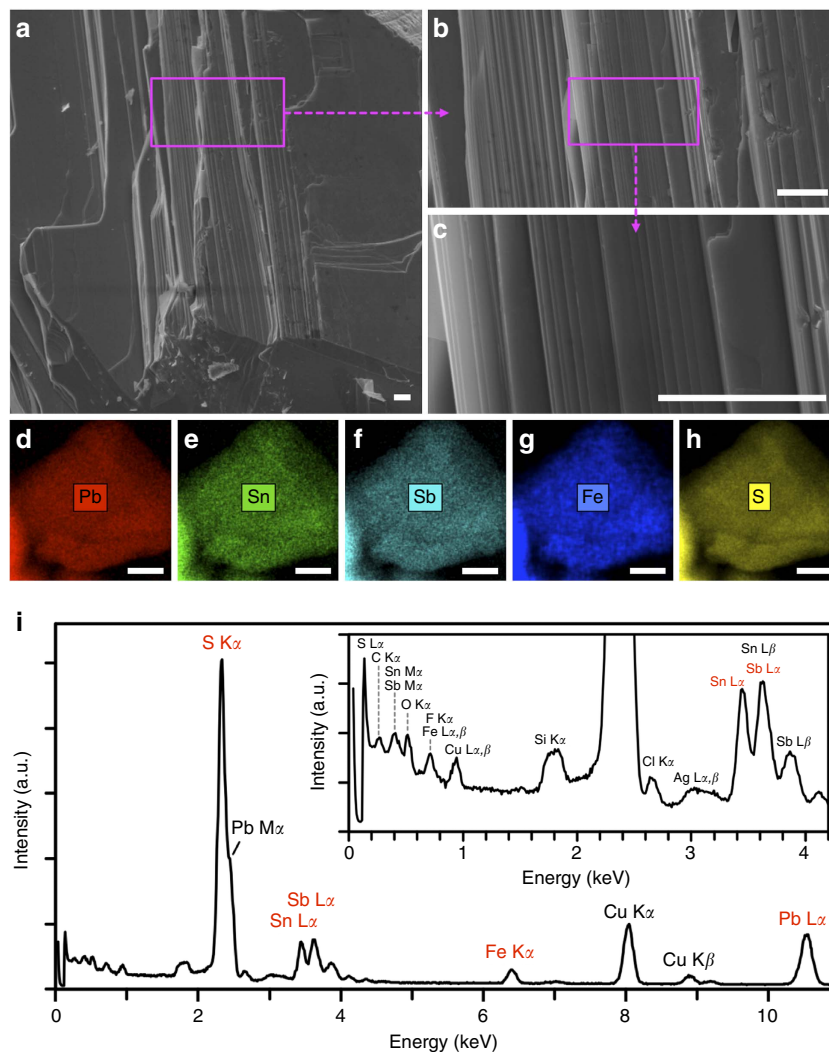 a
b
c
d
Pb
e
Sn
f
Sb
g
Fe
h
S
i
Intensity (a.u.)
S Kα
Pb Mα
Sb Lα
Sn Lα
Fe Kα
Cu Kα
Cu Kβ
Pb Lα
0 2 4 6 8 10
Energy (keV)
Intensity (a.u.)
S Lα
C Kα
Sn Mα
Sb Mα
O Kα
F Kα
Fe Lα,β
Cu Lα,β
Si Kα
Cl Kα
Ag Lα,β
Sn Lβ
Sb Lα
Sn Lα
Sb Lβ
0 1 2 3 4
Energy (keV)